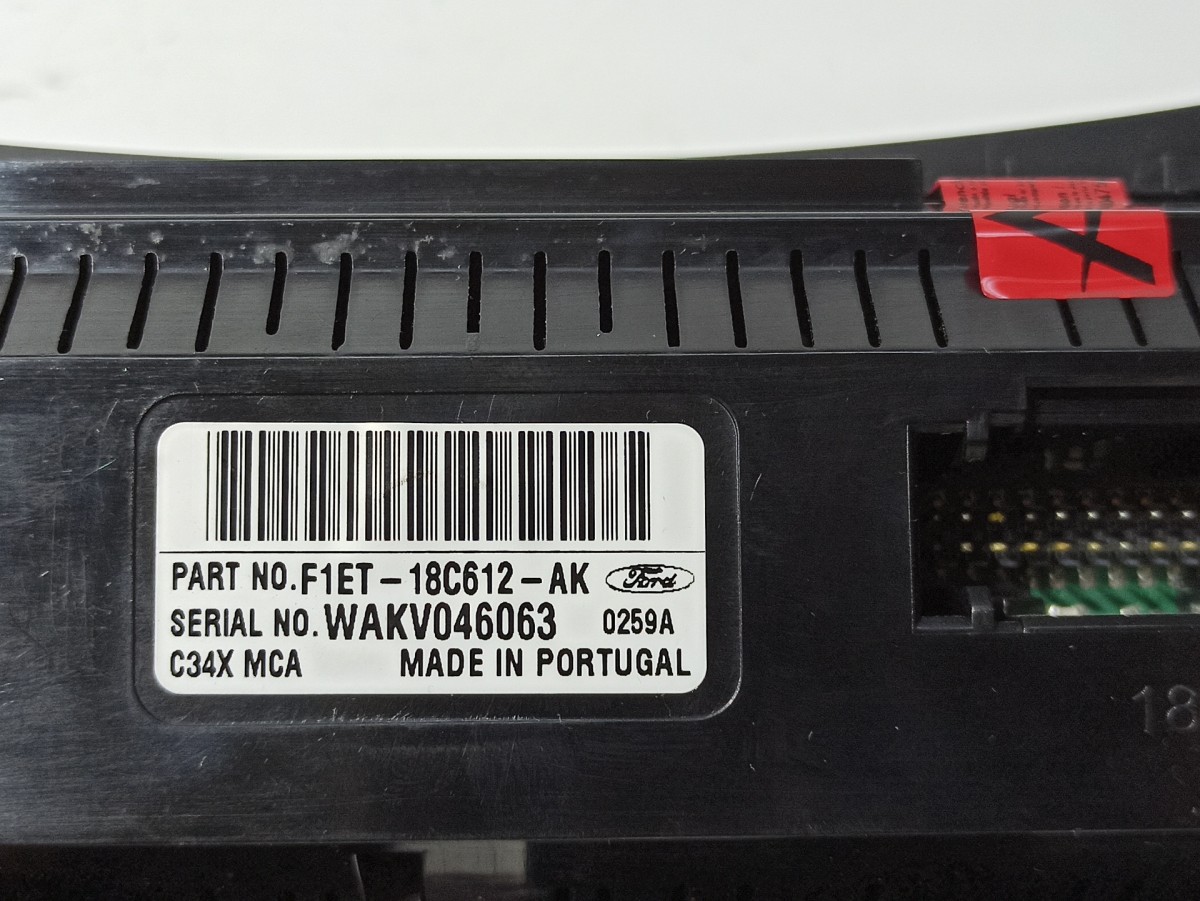 PART NO. F1ET-18C612-AK Ford
SERIAL NO. WAKV046063 0259A
C34X MCA MADE IN PORTUGAL
18